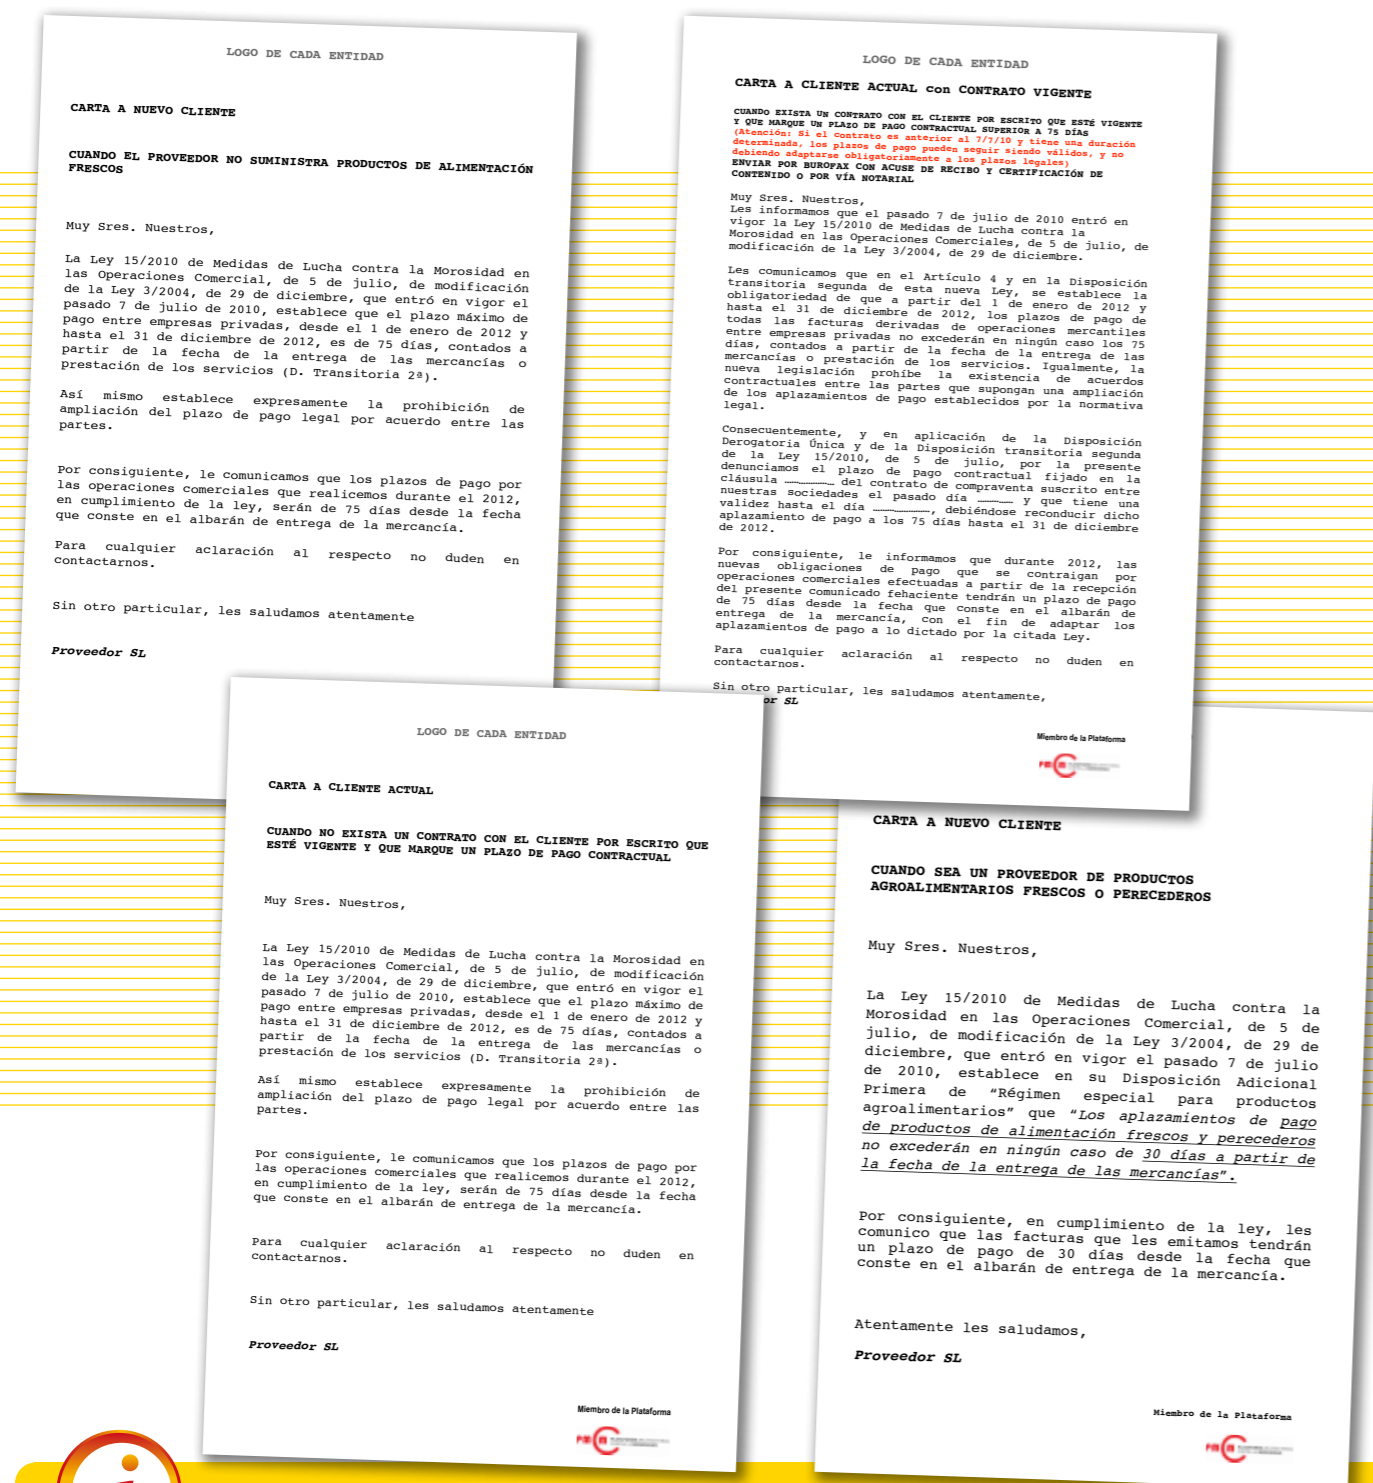 LOGO DE CADA ENTIDAD
CARTA A NUEVO CLIENTE
CUANDO EL PROVEEDOR NO SUMINISTRA PRODUCTOS DE ALIMENTACIÓN
FRESCOS
Muy Sres. Nuestros,
La Ley 15/2010 de Medidas de Lucha contra la Morosidad en
las Operaciones Comercial, de 5 de julio, de modificación
de la Ley 3/2004, de 29 de diciembre, que entró en vigor el
pasado 7 de julio de 2010, establece que el plazo máximo de
pago entre empresas privadas, desde el 1 de enero de 2012 y
hasta el 31 de diciembre de 2012, es de 75 días, contados a
partir de la fecha de la entrega de las mercancías o
prestación de los servicios (D. Transitoria 2ª).
Así mismo establece expresamente la prohibición de
ampliación del plazo de pago legal por acuerdo entre las
partes.
Por consiguiente, le comunicamos que los plazos de pago por
las operaciones comerciales que realicemos durante el 2012,
en cumplimiento de la ley, serán de 75 días desde la fecha
que conste en el albarán de entrega de la mercancía.
Para cualquier aclaración al respecto no duden en
contactarnos.
Sin otro particular, les saludamos atentamente
Proveedor SL
LOGO DE CADA ENTIDAD
CARTA A CLIENTE ACTUAL con CONTRATO VIGENTE
CUANDO EXISTA UN CONTRATO CON EL CLIENTE POR ESCRITO QUE ESTÉ VIGENTE
Y QUE MARQUE UN PLAZO DE PAGO CONTRACTUAL SUPERIOR A 75 DÍAS
(Atención: Si el contrato es anterior al 7/7/10 y tiene una duración
determinada, los plazos de pago pueden seguir siendo válidos, y no
debiendo adaptarse obligatoriamente a los plazos legales)
ENVIAR POR BUROFAX CON ACUSE DE RECIBO Y CERTIFICACIÓN DE
CONTENIDO O POR VÍA NOTARIAL
Muy Sres. Nuestros,
Les informamos que el pasado 7 de julio de 2010 entró en
vigor la Ley 15/2010 de Medidas de Lucha contra la
Morosidad en las Operaciones Comerciales, de 5 de julio, de
modificación de la Ley 3/2004, de 29 de diciembre.
Les comunicamos que en el Artículo 4 y en la Disposición
transitoria segunda de esta nueva Ley, se establece la
obligatoriedad de que a partir del 1 de enero de 2012 y
hasta el 31 de diciembre de 2012, los plazos de pago de
todas las facturas derivadas de operaciones mercantiles
entre empresas privadas no excederán en ningún caso los 75
días, contados a partir de la fecha de la entrega de las
mercancías o prestación de los servicios. Igualmente, la
nueva legislación prohíbe la existencia de acuerdos
contractuales entre las partes que supongan una ampliación
de los aplazamientos de pago establecidos por la normativa
legal.
Consecuentemente, y en aplicación de la Disposición
Derogatoria Única y de la Disposición transitoria segunda
de la Ley 15/2010, de 5 de julio, por la presente
denunciamos el plazo de pago contractual fijado en la
cláusula ………………… del contrato de compraventa suscrito entre
nuestras sociedades el pasado día …………… y que tiene una
validez hasta el día ……………………, debiéndose reconducir dicho
aplazamiento de pago a los 75 días hasta el 31 de diciembre
de 2012.
Por consiguiente, le informamos que durante 2012, las
nuevas obligaciones de pago que se contraigan por
operaciones comerciales efectuadas a partir de la recepción
del presente comunicado fehaciente tendrán un plazo de pago
de 75 días desde la fecha que conste en el albarán de
entrega de la mercancía, con el fin de adaptar los
aplazamientos de pago a lo dictado por la citada Ley.
Para cualquier aclaración al respecto no duden en
contactarnos.
Sin otro particular, les saludamos atentamente,
or SL
Miembro de la Plataforma
LOGO DE CADA ENTIDAD
CARTA A CLIENTE ACTUAL
CUANDO NO EXISTA UN CONTRATO CON EL CLIENTE POR ESCRITO QUE
ESTÉ VIGENTE Y QUE MARQUE UN PLAZO DE PAGO CONTRACTUAL
Muy Sres. Nuestros,
La Ley 15/2010 de Medidas de Lucha contra la Morosidad en
las Operaciones Comercial, de 5 de julio, de modificación
de la Ley 3/2004, de 29 de diciembre, que entró en vigor el
pasado 7 de julio de 2010, establece que el plazo máximo de
pago entre empresas privadas, desde el 1 de enero de 2012 y
hasta el 31 de diciembre de 2012, es de 75 días, contados a
partir de la fecha de la entrega de las mercancías o
prestación de los servicios (D. Transitoria 2ª).
Así mismo establece expresamente la prohibición de
ampliación del plazo de pago legal por acuerdo entre las
partes.
Por consiguiente, le comunicamos que los plazos de pago por
las operaciones comerciales que realicemos durante el 2012,
en cumplimiento de la ley, serán de 75 días desde la fecha
que conste en el albarán de entrega de la mercancía.
Para cualquier aclaración al respecto no duden en
contactarnos.
Sin otro particular, les saludamos atentamente
Proveedor SL
Miembro de la Plataforma
CARTA A NUEVO CLIENTE
CUANDO SEA UN PROVEEDOR DE PRODUCTOS
AGROALIMENTARIOS FRESCOS O PERECEDEROS
Muy Sres. Nuestros,
La Ley 15/2010 de Medidas de Lucha contra la
Morosidad en las Operaciones Comercial, de 5 de
julio, de modificación de la Ley 3/2004, de 29 de
diciembre, que entró en vigor el pasado 7 de julio
de 2010, establece en su Disposición Adicional
Primera de “Régimen especial para productos
agroalimentarios” que “Los aplazamientos de pago
de productos de alimentación frescos y perecederos
no excederán en ningún caso de 30 días a partir de
la fecha de la entrega de las mercancías”.
Por consiguiente, en cumplimiento de la ley, les
comunico que las facturas que les emitamos tendrán
un plazo de pago de 30 días desde la fecha que
conste en el albarán de entrega de la mercancía.
Atentamente les saludamos,
Proveedor SL
Miembro de la Plataforma